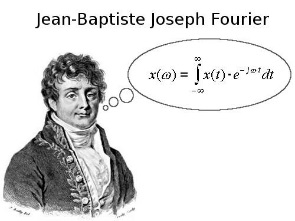 Jean-Baptiste Joseph Fourier
x(ω) = ∫_{-∞}^{∞} x(t)·e^{-jωt} dt